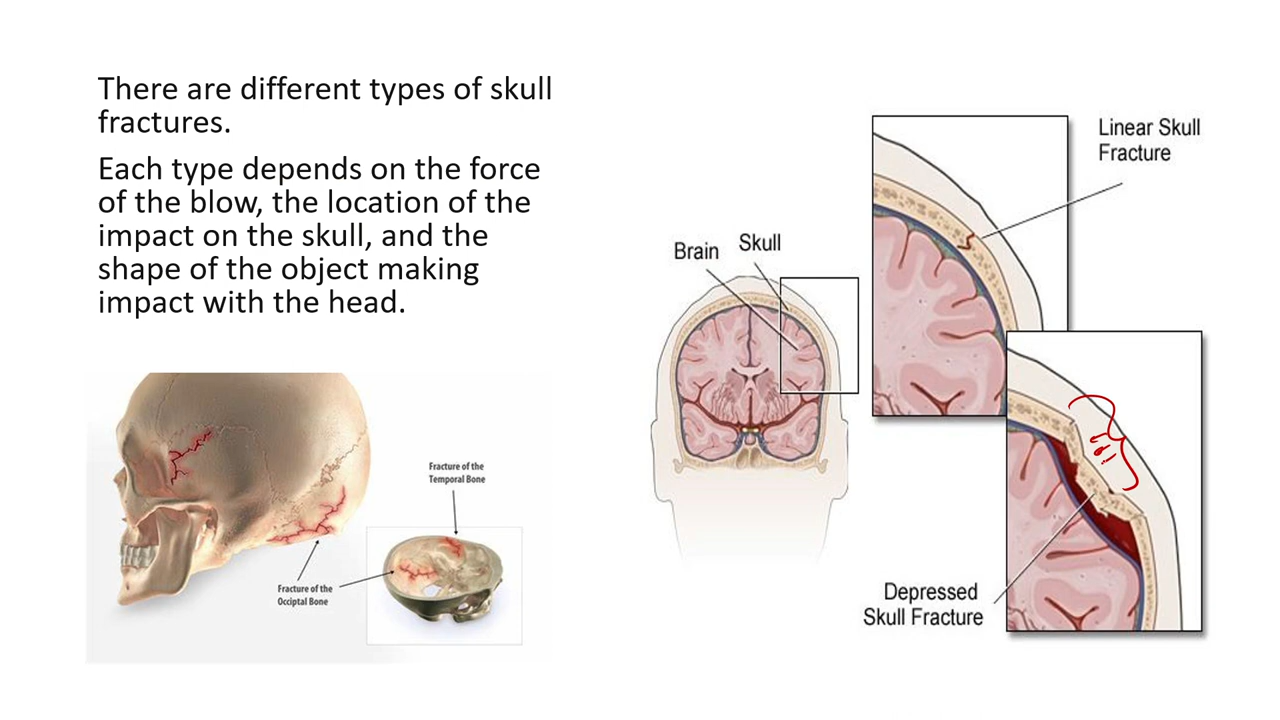 There are different types of skull
fractures.
Each type depends on the force
of the blow, the location of the
impact on the skull, and the
shape of the object making
impact with the head.
Fracture of the
Temporal Bone
Fracture of the
Occiptal Bone
Brain
Skull
Linear Skull
Fracture
Depressed
Skull Fracture